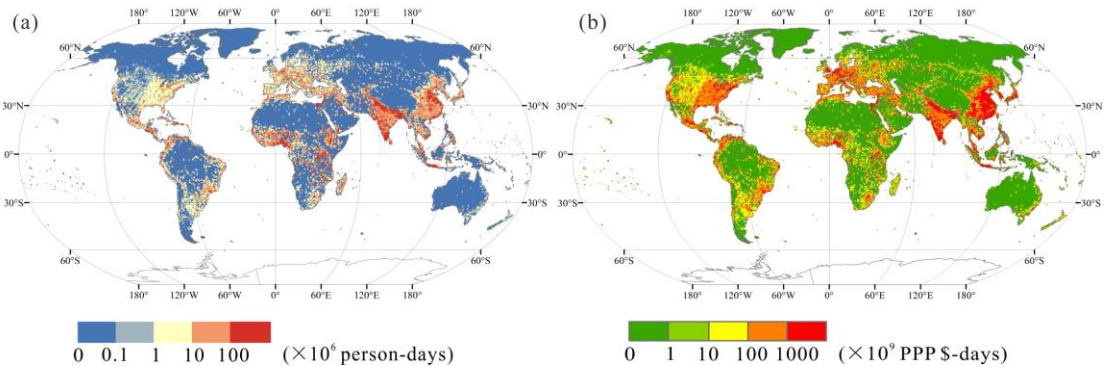 (a)
180° 120°W 60°W 0° 60°E 120°E 180°
60°N 60°N
30°N 30°N
0° 0°
30°S 30°S
60°S 60°S
180° 120°W 60°W 0° 60°E 120°E 180°
0 0.1 1 10 100 (×10⁶ person-days)
(b)
180° 120°W 60°W 0° 60°E 120°E 180°
60°N 60°N
30°N 30°N
0° 0°
30°S 30°S
60°S 60°S
180° 120°W 60°W 0° 60°E 120°E 180°
0 1 10 100 1000 (×10⁹ PPP $-days)